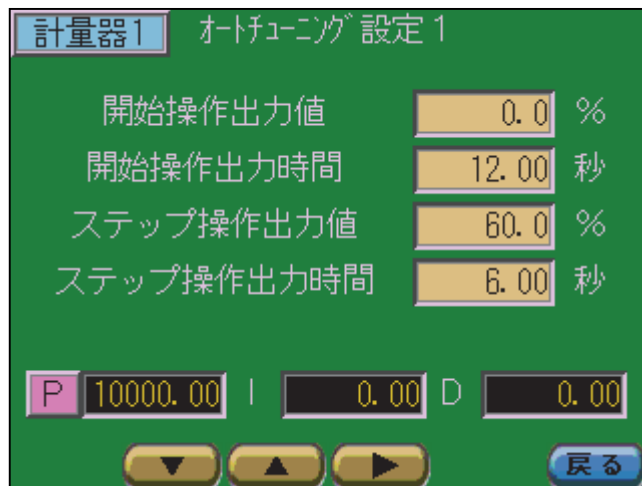 計量器1 オートチューニング 設定 1
開始操作出力値 0.0 %
開始操作出力時間 12.00 秒
ステップ操作出力値 60.0 %
ステップ操作出力時間 6.00 秒
P 10000.00 I 0.00 D 0.00
▼ ▲ ▶ 戻る